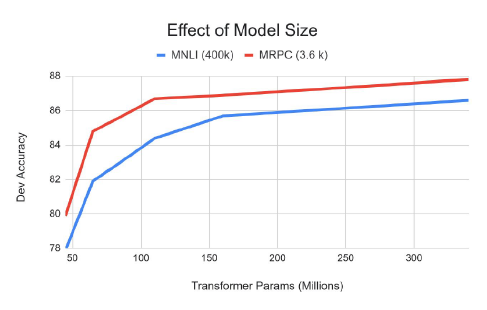 Effect of Model Size
MNLI (400k) MRPC (3.6 k)
88
86
84
82
80
78
Dev Accuracy
50 100 150 200 250 300
Transformer Params (Millions)